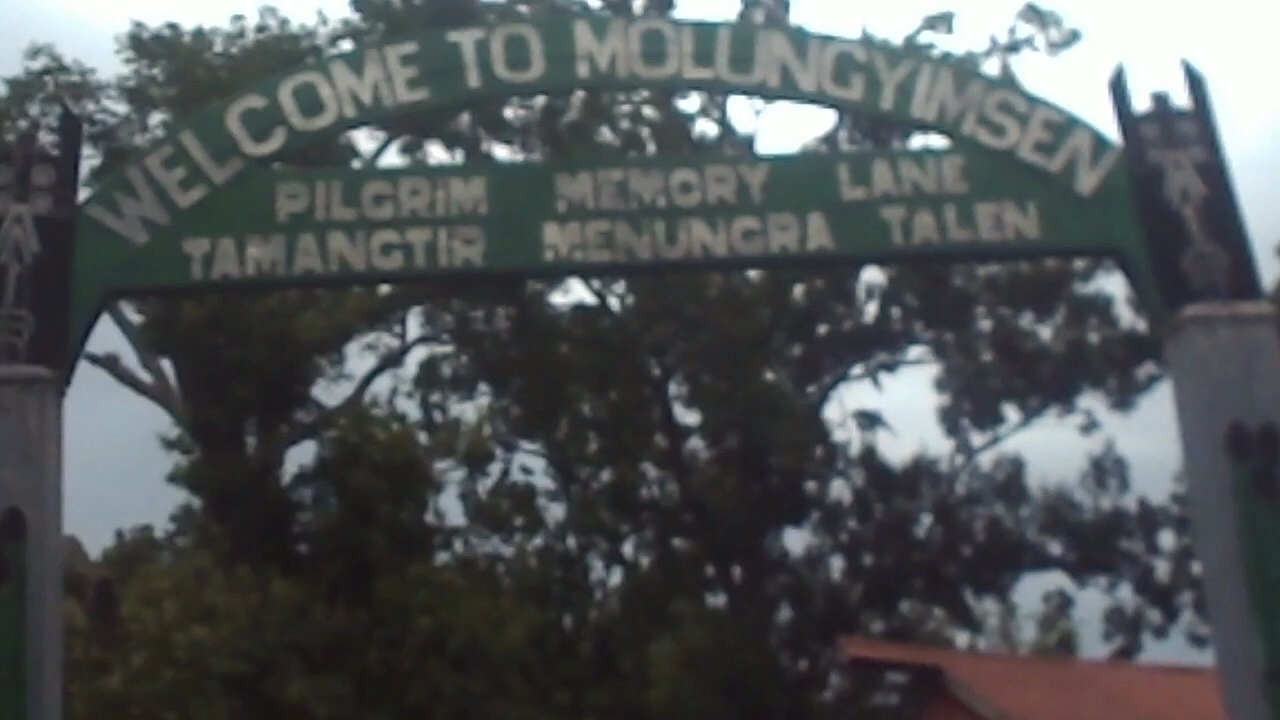 WELCOME TO MOLUNGYIMSEN
PILGRIM MEMORY LANE
TAMANGTIR MENUNGRA TALEN